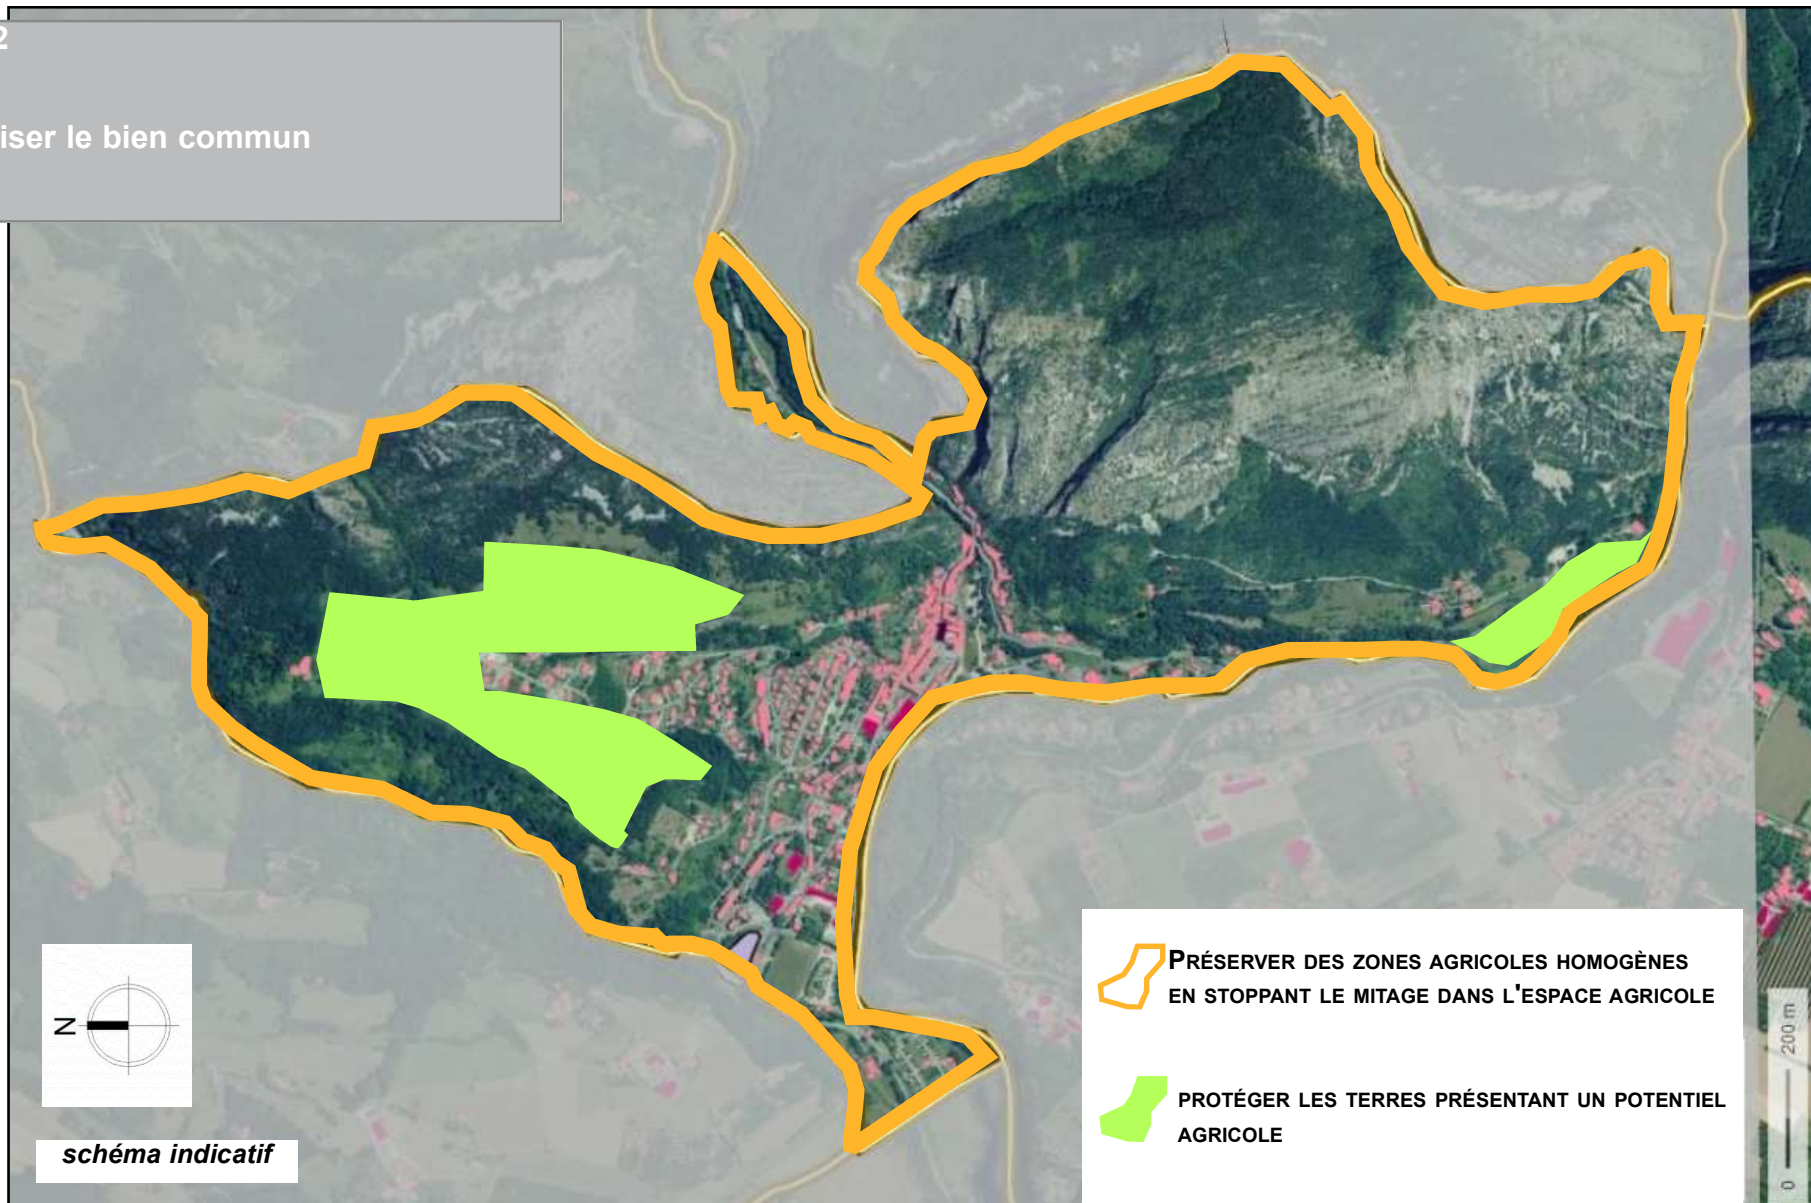 2
iser le bien commun
PRÉSERVER DES ZONES AGRICOLES HOMOGÈNES
EN STOPPANT LE MITAGE DANS L'ESPACE AGRICOLE
PROTÉGER LES TERRES PRÉSENTANT UN POTENTIEL
AGRICOLE
N
schéma indicatif
0 200 m